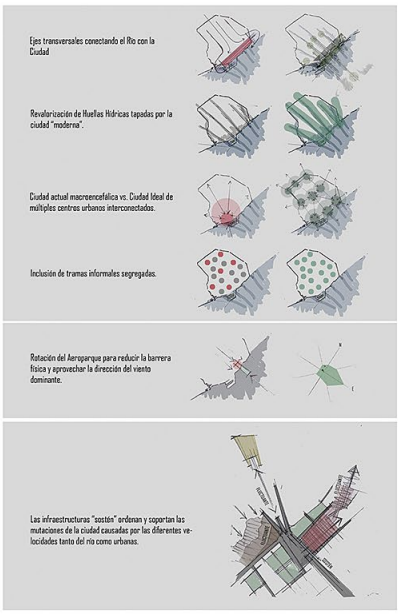 Ejes transversales conectando el Río con la
Ciudad
Revalorización de Huellas Hídricas tapadas por la
ciudad "moderna".
Ciudad actual macroencefálica vs. Ciudad Ideal de
múltiples centros urbanos interconectados.
Inclusión de tramas informales segregadas.
Rotación del Aeroparque para reducir la barrera
física y aprovechar la dirección del viento
dominante.
Las infraestructuras "sostén" ordenan y soportan las
mutaciones de la ciudad causadas por las diferentes ve-
locidades tanto del río como urbanas.